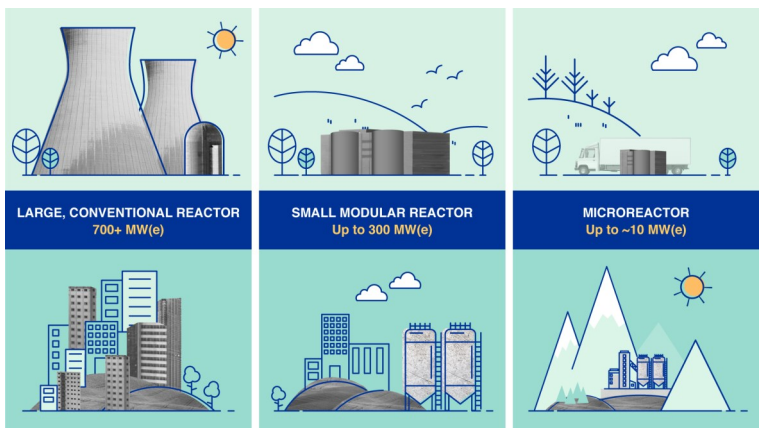 LARGE, CONVENTIONAL REACTOR
700+ MW(e)
SMALL MODULAR REACTOR
Up to 300 MW(e)
MICROREACTOR
Up to ~10 MW(e)